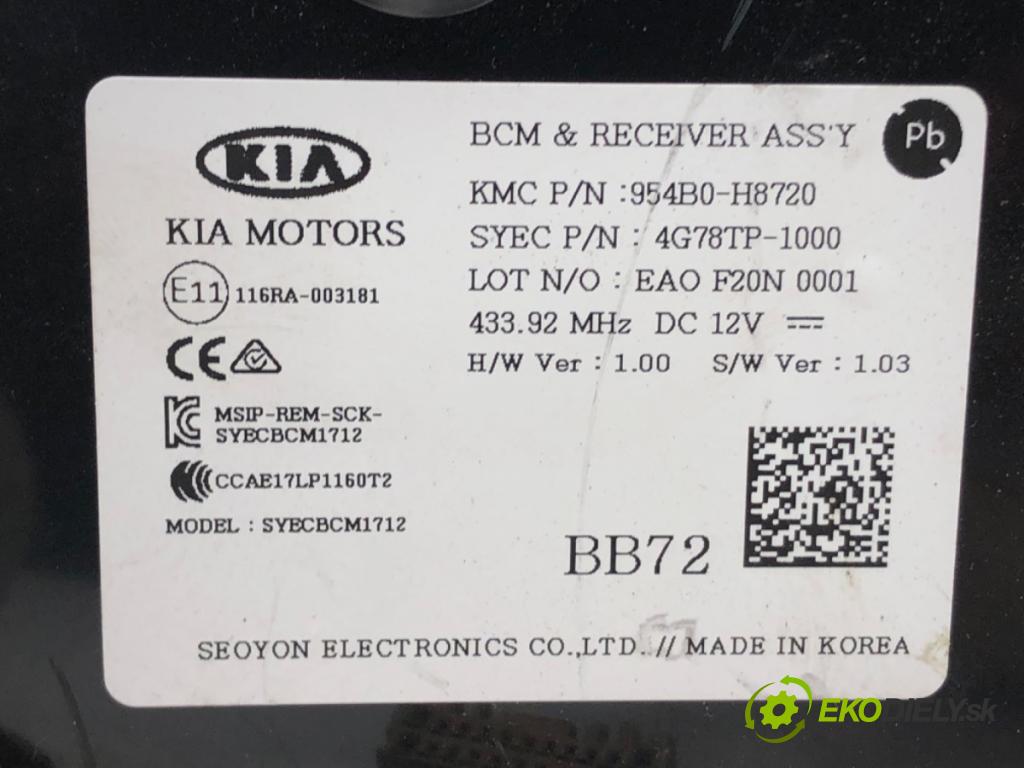 KIA
KIA MOTORS
E11 116RA-003181
CE
MSIP-REM-SCK-
SYECBCM1712
CCAE17LP1160T2
MODEL : SYECBCM1712
BCM & RECEIVER ASS'Y
Pb
KMC P/N :954B0-H8720
SYEC P/N : 4G78TP-1000
LOT N/O : EAO F20N 0001
433.92 MHz DC 12V
H/W Ver : 1.00 S/W Ver : 1.03
BB72
SEOYON ELECTRONICS CO.,LTD. // MADE IN KOREA
EKODIELY.sk